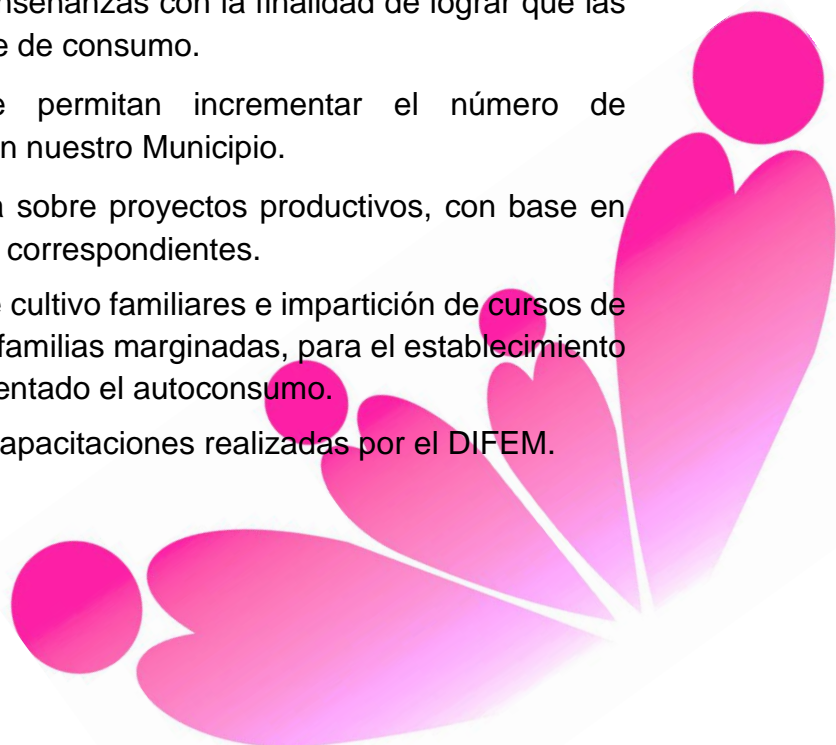 nseñanzas con la finalidad de lograr que las
e de consumo.
e permitan incrementar el número de
n nuestro Municipio.
a sobre proyectos productivos, con base en
correspondientes.
e cultivo familiares e impartición de cursos de
familias marginadas, para el establecimiento
entado el autoconsumo.
apacitaciones realizadas por el DIFEM.